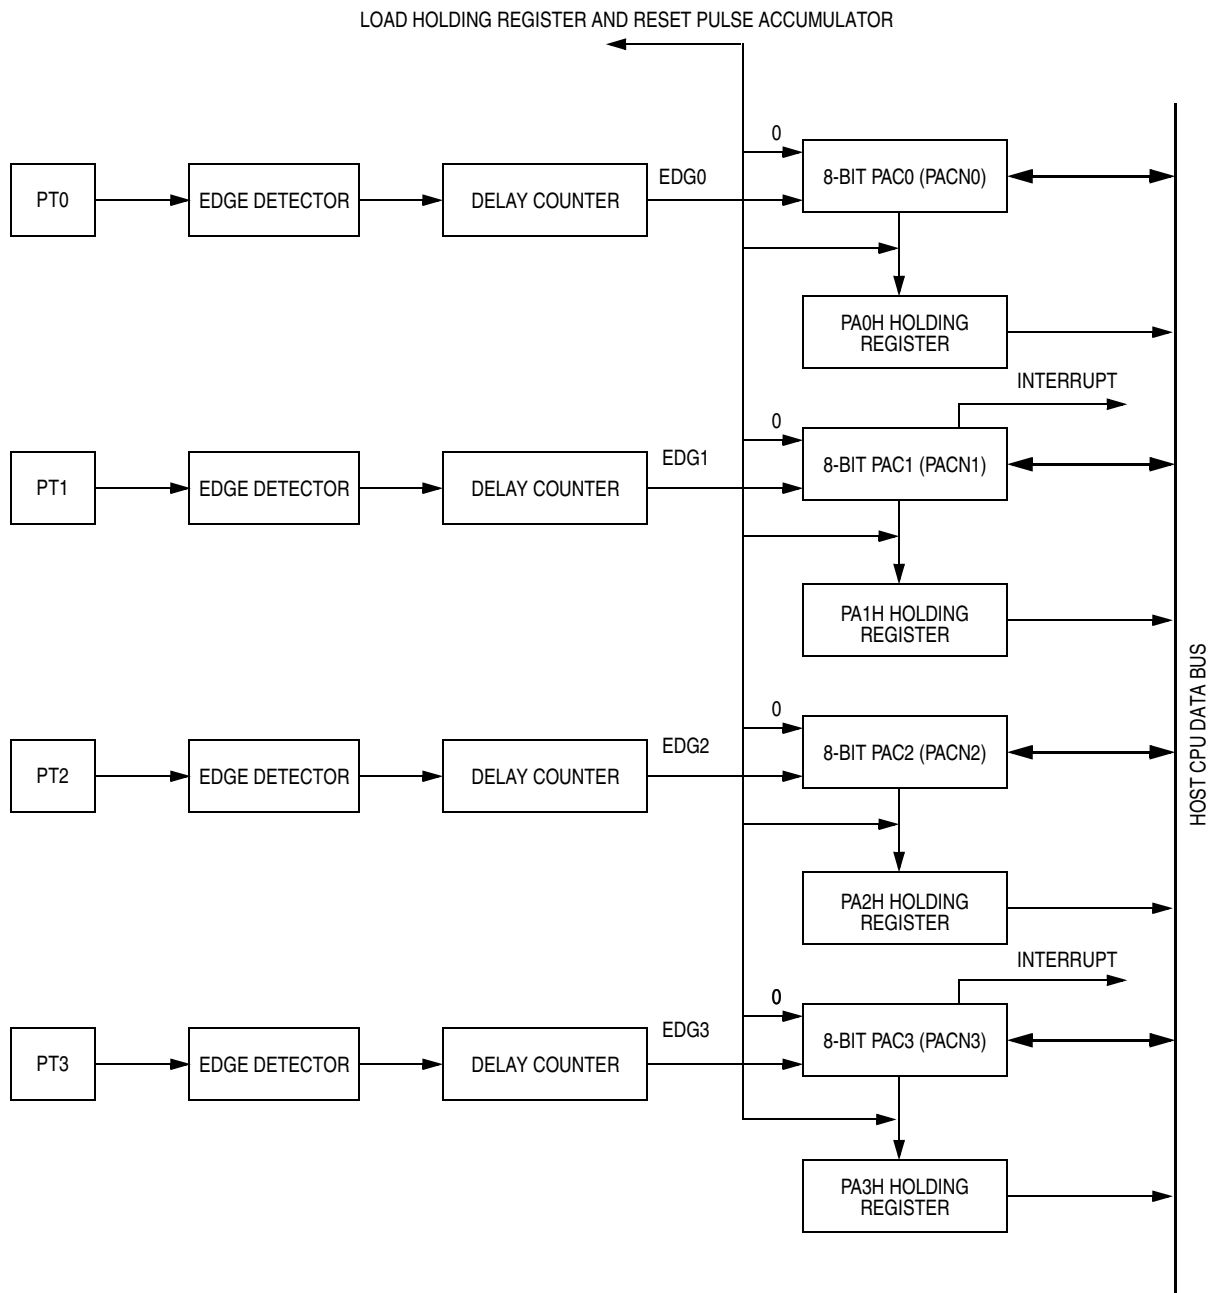 LOAD HOLDING REGISTER AND RESET PULSE ACCUMULATOR
0
PT0
EDGE DETECTOR
DELAY COUNTER
EDG0
8-BIT PAC0 (PACN0)
PA0H HOLDING
REGISTER
INTERRUPT
0
PT1
EDGE DETECTOR
DELAY COUNTER
EDG1
8-BIT PAC1 (PACN1)
PA1H HOLDING
REGISTER
HOST CPU DATA BUS
0
PT2
EDGE DETECTOR
DELAY COUNTER
EDG2
8-BIT PAC2 (PACN2)
PA2H HOLDING
REGISTER
INTERRUPT
0
PT3
EDGE DETECTOR
DELAY COUNTER
EDG3
8-BIT PAC3 (PACN3)
PA3H HOLDING
REGISTER